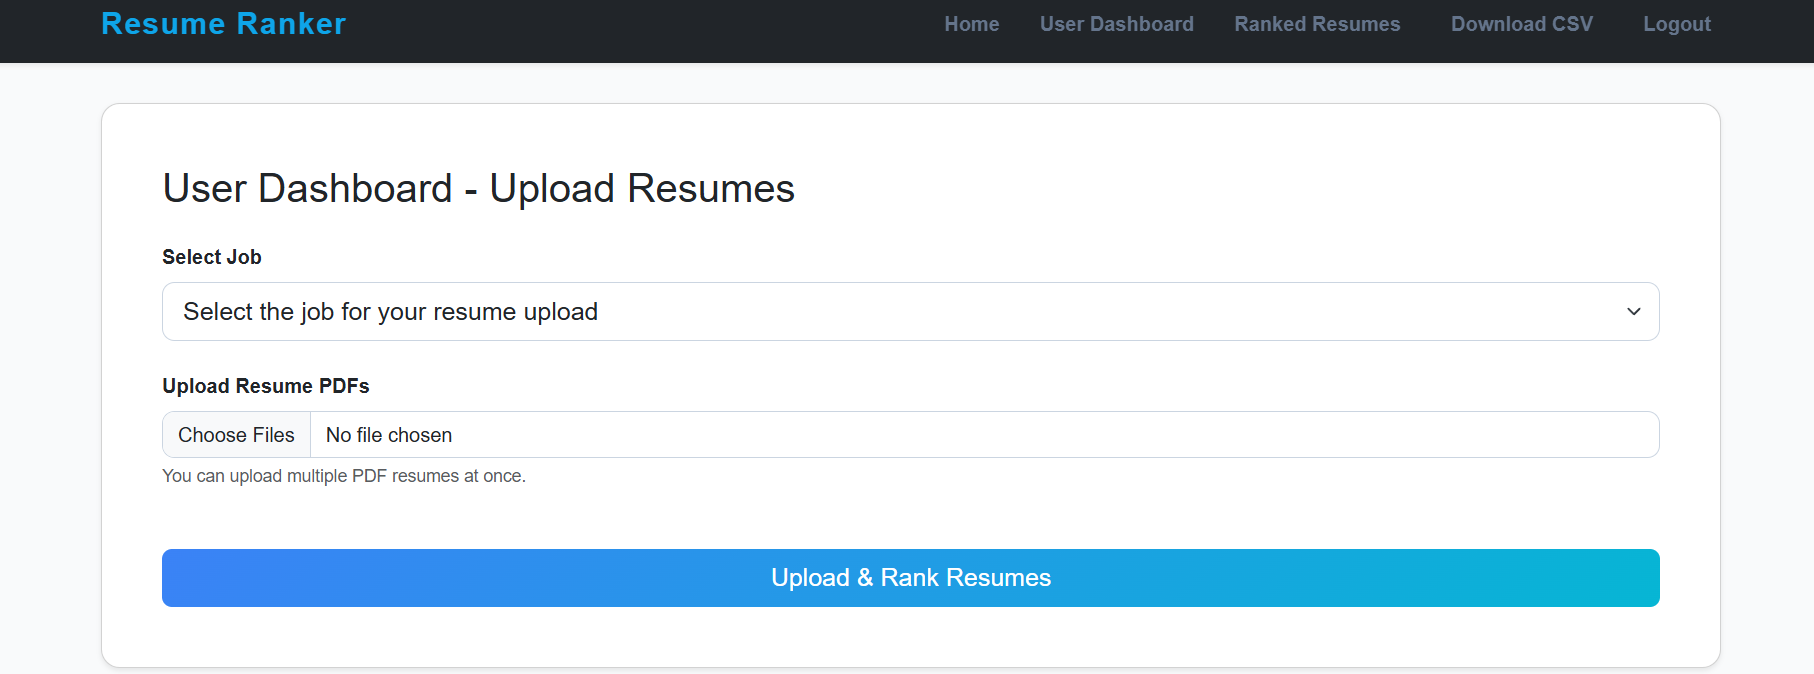 Resume Ranker
Home User Dashboard Ranked Resumes Download CSV Logout
User Dashboard - Upload Resumes
Select Job
Select the job for your resume upload
Upload Resume PDFs
Choose Files No file chosen
You can upload multiple PDF resumes at once.
Upload & Rank Resumes